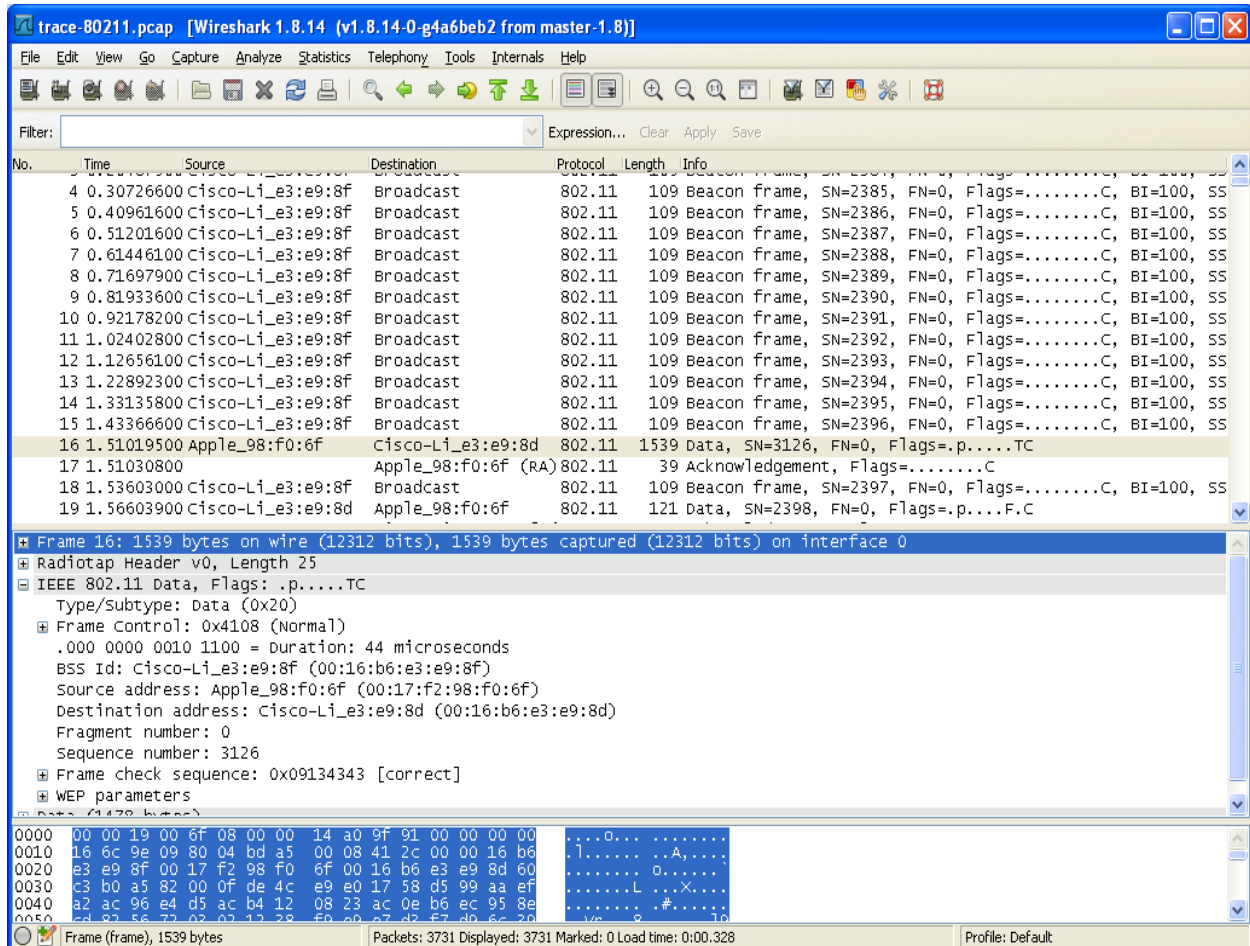 trace-80211.pcap [Wireshark 1.8.14 (v1.8.14-0-g4a6beb2 from master-1.8)]
File Edit View Go Capture Analyze Statistics Telephony Tools Internals Help
Filter: Expression... Clear Apply Save
No. Time Source Destination Protocol Length Info
4 0.30726600 Cisco-Li_e3:e9:8f Broadcast 802.11 109 Beacon frame, SN=2385, FN=0, Flags=........C, BI=100, SS
5 0.40961600 Cisco-Li_e3:e9:8f Broadcast 802.11 109 Beacon frame, SN=2386, FN=0, Flags=........C, BI=100, SS
6 0.51201600 Cisco-Li_e3:e9:8f Broadcast 802.11 109 Beacon frame, SN=2387, FN=0, Flags=........C, BI=100, SS
7 0.61446100 Cisco-Li_e3:e9:8f Broadcast 802.11 109 Beacon frame, SN=2388, FN=0, Flags=........C, BI=100, SS
8 0.71697900 Cisco-Li_e3:e9:8f Broadcast 802.11 109 Beacon frame, SN=2389, FN=0, Flags=........C, BI=100, SS
9 0.81933600 Cisco-Li_e3:e9:8f Broadcast 802.11 109 Beacon frame, SN=2390, FN=0, Flags=........C, BI=100, SS
10 0.92178200 Cisco-Li_e3:e9:8f Broadcast 802.11 109 Beacon frame, SN=2391, FN=0, Flags=........C, BI=100, SS
11 1.02402800 Cisco-Li_e3:e9:8f Broadcast 802.11 109 Beacon frame, SN=2392, FN=0, Flags=........C, BI=100, SS
12 1.12656100 Cisco-Li_e3:e9:8f Broadcast 802.11 109 Beacon frame, SN=2393, FN=0, Flags=........C, BI=100, SS
13 1.22892300 Cisco-Li_e3:e9:8f Broadcast 802.11 109 Beacon frame, SN=2394, FN=0, Flags=........C, BI=100, SS
14 1.33135800 Cisco-Li_e3:e9:8f Broadcast 802.11 109 Beacon frame, SN=2395, FN=0, Flags=........C, BI=100, SS
15 1.43366600 Cisco-Li_e3:e9:8f Broadcast 802.11 109 Beacon frame, SN=2396, FN=0, Flags=........C, BI=100, SS
16 1.51019500 Apple_98:f0:6f Cisco-Li_e3:e9:8d 802.11 1539 Data, SN=3126, FN=0, Flags=.p.....TC
17 1.51030800 Apple_98:f0:6f (RA) 802.11 39 Acknowledgement, Flags=........C
18 1.53603000 Cisco-Li_e3:e9:8f Broadcast 802.11 109 Beacon frame, SN=2397, FN=0, Flags=........C, BI=100, SS
19 1.56603900 Cisco-Li_e3:e9:8d Apple_98:f0:6f 802.11 121 Data, SN=2398, FN=0, Flags=.p....F.C
Frame 16: 1539 bytes on wire (12312 bits), 1539 bytes captured (12312 bits) on interface 0
Radiotap Header v0, Length 25
IEEE 802.11 Data, Flags: .p.....TC
Type/Subtype: Data (0x20)
Frame Control: 0x4108 (Normal)
.000 0000 0010 1100 = Duration: 44 microseconds
BSS Id: Cisco-Li_e3:e9:8f (00:16:b6:e3:e9:8f)
Source address: Apple_98:f0:6f (00:17:f2:98:f0:6f)
Destination address: Cisco-Li_e3:e9:8d (00:16:b6:e3:e9:8d)
Fragment number: 0
Sequence number: 3126
Frame check sequence: 0x09134343 [correct]
WEP parameters
Data (1478 bytes)
0000 00 00 19 00 6f 08 00 00 14 a0 9f 91 00 00 00 00 ....o... ........
0010 16 6c 9e 09 80 04 bd a5 00 08 41 2c 00 00 16 b6 .l...... ..A,....
0020 e3 e9 8f 00 17 f2 98 f0 6f 00 16 b6 e3 e9 8d 60 ........ o......`
0030 c3 b0 a5 82 00 0f de 4c e9 e0 17 58 d5 99 aa ef .......L ...X....
0040 a2 ac 96 e4 d5 ac b4 12 08 23 ac 0e b6 ec 95 8e ........ .#......
Frame (frame), 1539 bytes Packets: 3731 Displayed: 3731 Marked: 0 Load time: 0:00.328 Profile: Default